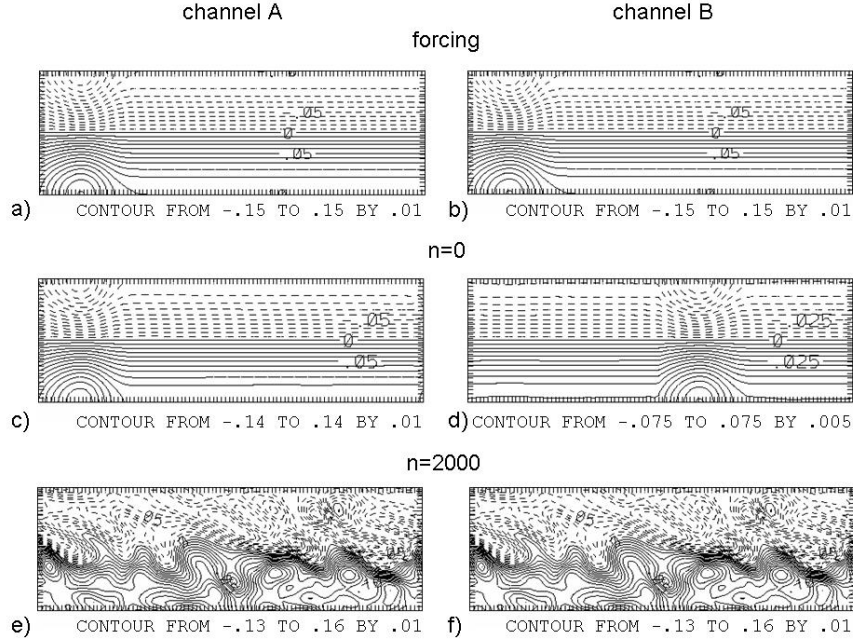 channel A channel B
forcing
-.05 -.05
0 0
.05 .05
a) CONTOUR FROM -.15 TO .15 BY .01 b) CONTOUR FROM -.15 TO .15 BY .01
n=0
-.05 -.025
0 0
.05 .025
c) CONTOUR FROM -.14 TO .14 BY .01 d) CONTOUR FROM -.075 TO .075 BY .005
n=2000
-.05 -.05
e) CONTOUR FROM -.13 TO .16 BY .01 f) CONTOUR FROM -.13 TO .16 BY .01